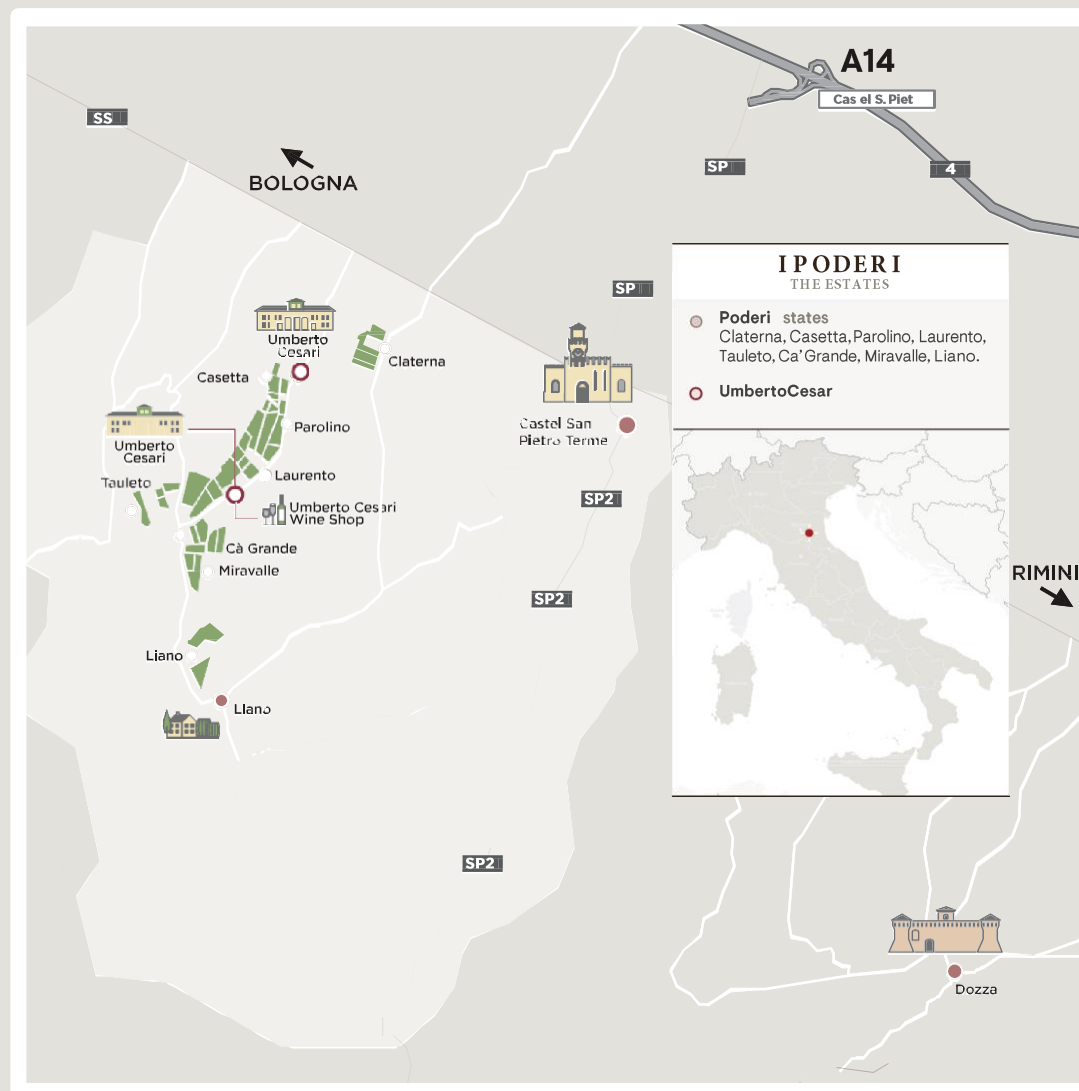 A14
Cas el S. Piet
SS
BOLOGNA
SP
4
I PODERI
THE ESTATES
SP
Poderi states
Claterna, Casetta, Parolino, Laurento,
Tauleto, Ca' Grande, Miravalle, Liano.
UmbertoCesar
Umberto
Cesari
Claterna
Casetta
Castel San
Pietro Terme
Parolino
Umberto
Cesari
Laurento
Tauleto
SP2
Umberto Cesari
Wine Shop
Cà Grande
Miravalle
RIMINI
SP2
Liano
LIano
SP2
Dozza